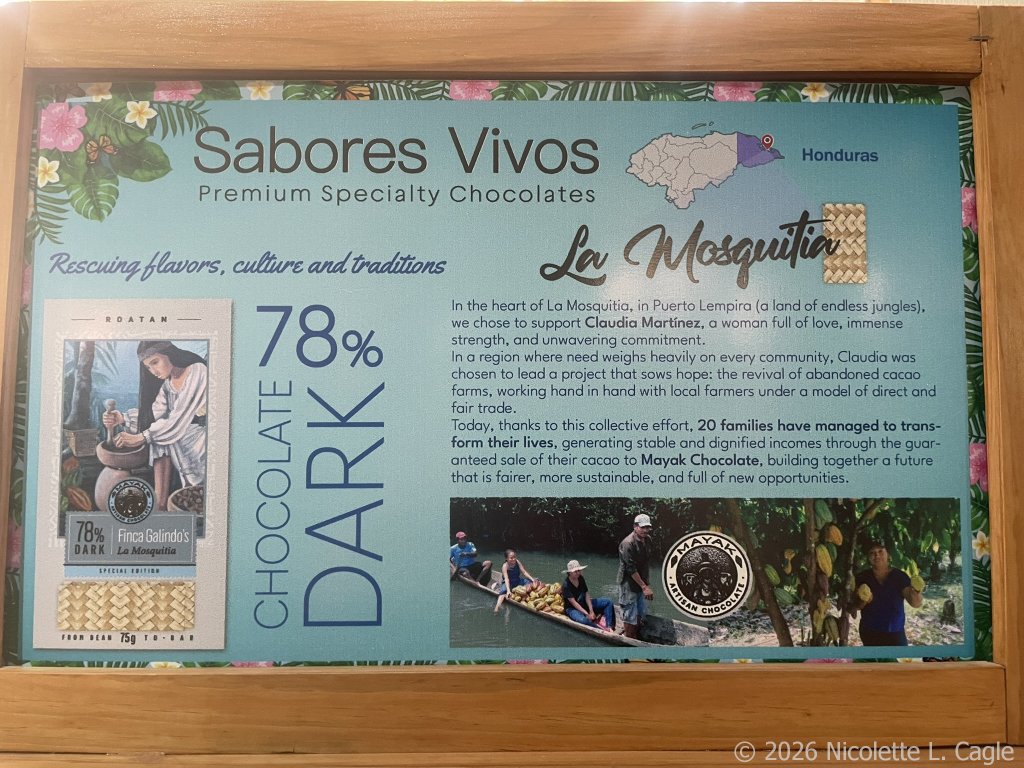 Sabores Vivos
Premium Specialty Chocolates
Honduras
La Mosquitia
Rescuing flavors, culture and traditions
ROATAN
MAYAK
ARTISAN CHOCOLATE
78%
DARK
Finca Galindo's
La Mosquitia
SPECIAL EDITION
FROM BEAN 75g TO-BAR
78%
CHOCOLATE
DARK
In the heart of La Mosquitia, in Puerto Lempira (a land of endless jungles),
we chose to support Claudia Martínez, a woman full of love, immense
strength, and unwavering commitment.
In a region where need weighs heavily on every community, Claudia was
chosen to lead a project that sows hope: the revival of abandoned cacao
farms, working hand in hand with local farmers under a model of direct and
fair trade.
Today, thanks to this collective effort, 20 families have managed to trans-
form their lives, generating stable and dignified incomes through the guar-
anteed sale of their cacao to Mayak Chocolate, building together a future
that is fairer, more sustainable, and full of new opportunities.
MAYAK
ARTISAN CHOCOLATE
© 2026 Nicolette L. Cagle